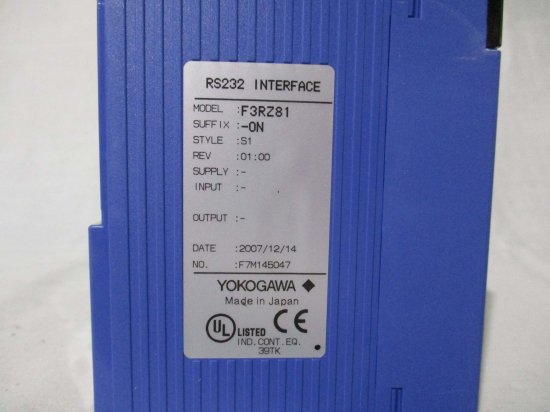 RS232 INTERFACE
MODEL :F3RZ81
SUFFIX :-0N
STYLE :S1
REV :01:00
SUPPLY :-
INPUT :-
OUTPUT :-
DATE :2007/12/14
NO. :F7M145047
YOKOGAWA
Made in Japan
UL LISTED
IND.CONT.EQ.
39TK